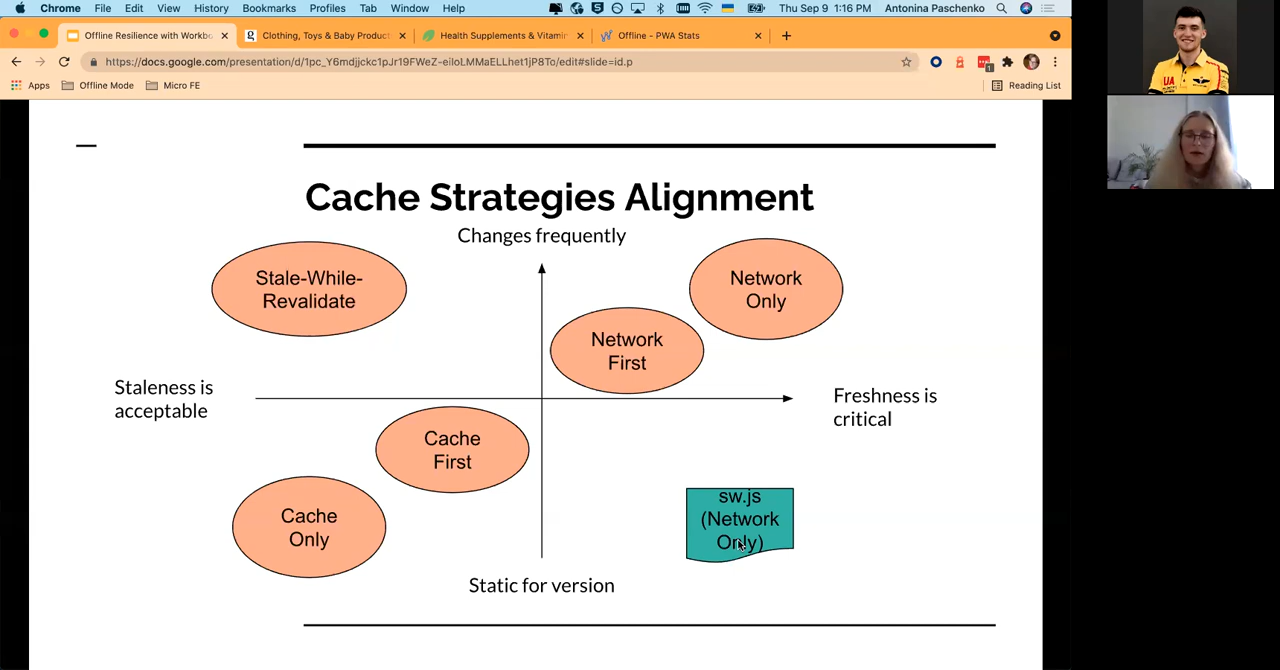 Chrome File Edit View History Bookmarks Profiles Tab Window Help Thu Sep 9 1:16 PM Antonina Paschenko
Offline Resilience with Workbo Clothing, Toys & Baby Product Health Supplements & Vitamin Offline - PWA Stats
https://docs.google.com/presentation/d/1pc_Y6mdjjckc1pJr19FWeZ-eiloLMMaELLhet1jP8To/edit#slide=id.p
Apps Offline Mode Micro FE Reading List
Cache Strategies Alignment
Changes frequently
Stale-While-
Revalidate
Network
Only
Network
First
Staleness is
acceptable
Freshness is
critical
Cache
First
Cache
Only
sw.js
(Network
Only)
Static for version
UA